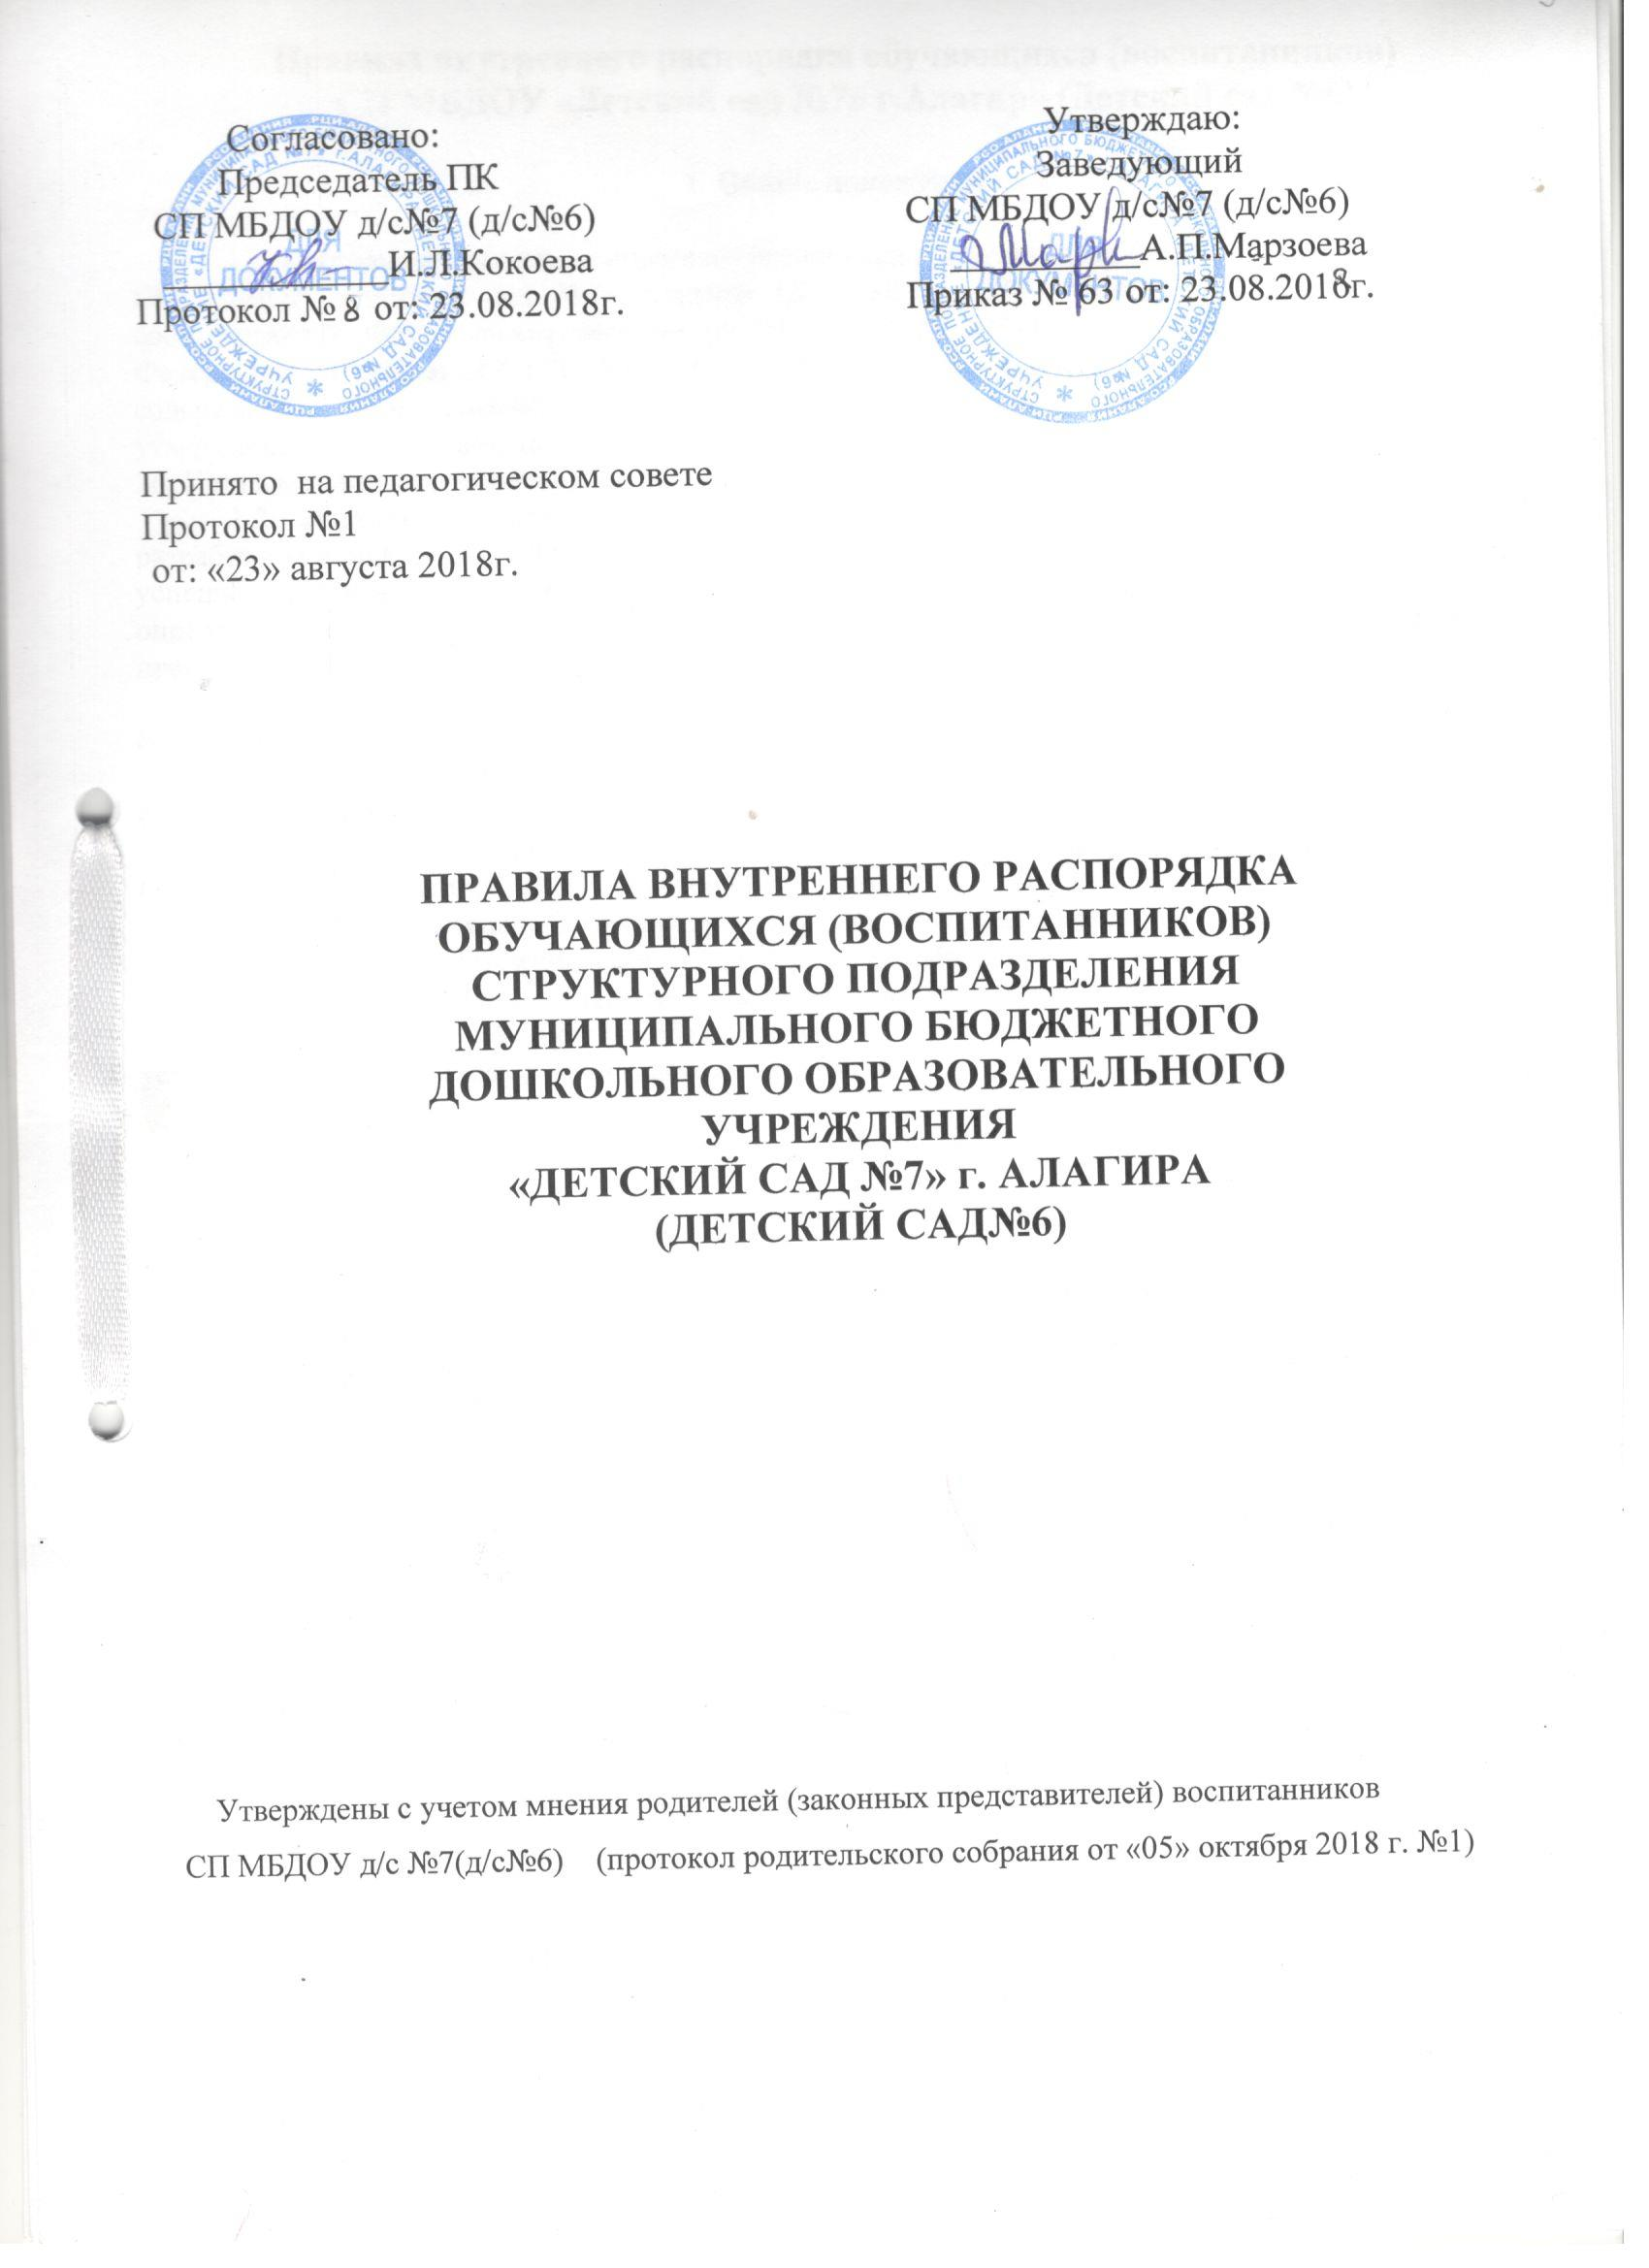 Согласовано:
Председатель ПК
СП МБДОУ д/с№7 (д/с№6)
И.Л.Кокоева
Протокол № 8 от: 23.08.2018г.
Утверждаю:
Заведующий
СП МБДОУ д/с№7 (д/с№6)
А.П.Марзоева
Приказ № 63 от: 23.08.2018г.
ДЛЯ
ДОКУМЕНТОВ
ДЛЯ
ДОКУМЕНТОВ
Принято на педагогическом совете
Протокол №1
от: «23» августа 2018г.
ПРАВИЛА ВНУТРЕННЕГО РАСПОРЯДКА
ОБУЧАЮЩИХСЯ (ВОСПИТАННИКОВ)
СТРУКТУРНОГО ПОДРАЗДЕЛЕНИЯ
МУНИЦИПАЛЬНОГО БЮДЖЕТНОГО
ДОШКОЛЬНОГО ОБРАЗОВАТЕЛЬНОГО
УЧРЕЖДЕНИЯ
«ДЕТСКИЙ САД №7» г. АЛАГИРА
(ДЕТСКИЙ САД№6)
Утверждены с учетом мнения родителей (законных представителей) воспитанников
СП МБДОУ д/с №7(д/с№6) (протокол родительского собрания от «05» октября 2018 г. №1)